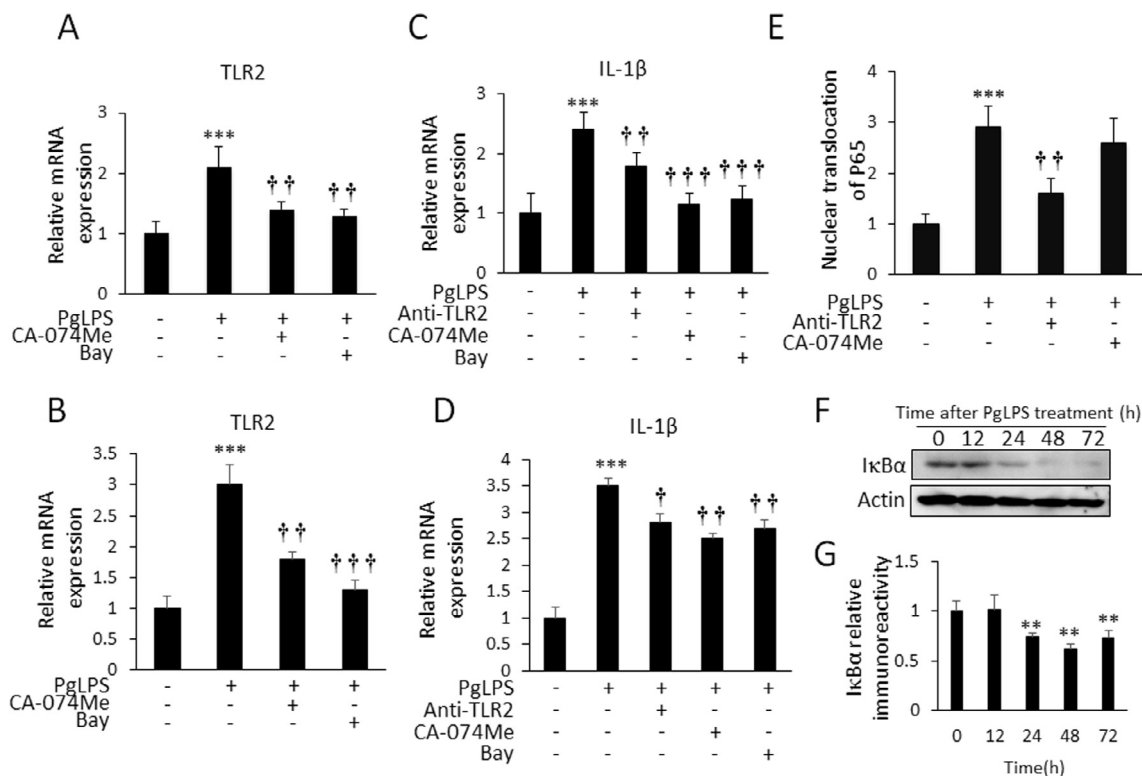 A
TLR2
Relative mRNA
expression
3
2
1
0
***
†† ††
PgLPS - + + +
CA-074Me - - + -
Bay - - - +
B
TLR2
Relative mRNA
expression
3.5
3
2.5
2
1.5
1
0.5
0
***
††
†††
PgLPS - + + +
CA-074Me - - + -
Bay - - - +
C
IL-1β
Relative mRNA
expression
3
2
1
0
***
††
††† †††
PgLPS - + + + +
Anti-TLR2 - - + - -
CA-074Me - - - + -
Bay - - - - +
D
IL-1β
Relative mRNA
expression
4
3.5
3
2.5
2
1.5
1
0.5
0
***
†
†† ††
PgLPS - + + + +
Anti-TLR2 - - + - -
CA-074Me - - - + -
Bay - - - - +
E
Nuclear translocation
of P65
4
3
2
1
0
***
††
PgLPS - + + +
Anti-TLR2 - - + -
CA-074Me - - - +
F
Time after PgLPS treatment (h)
0 12 24 48 72
IκBα
Actin
G
IκBα relative
immunoreactivity
1.5
1
0.5
0
** ** **
0 12 24 48 72
Time(h)